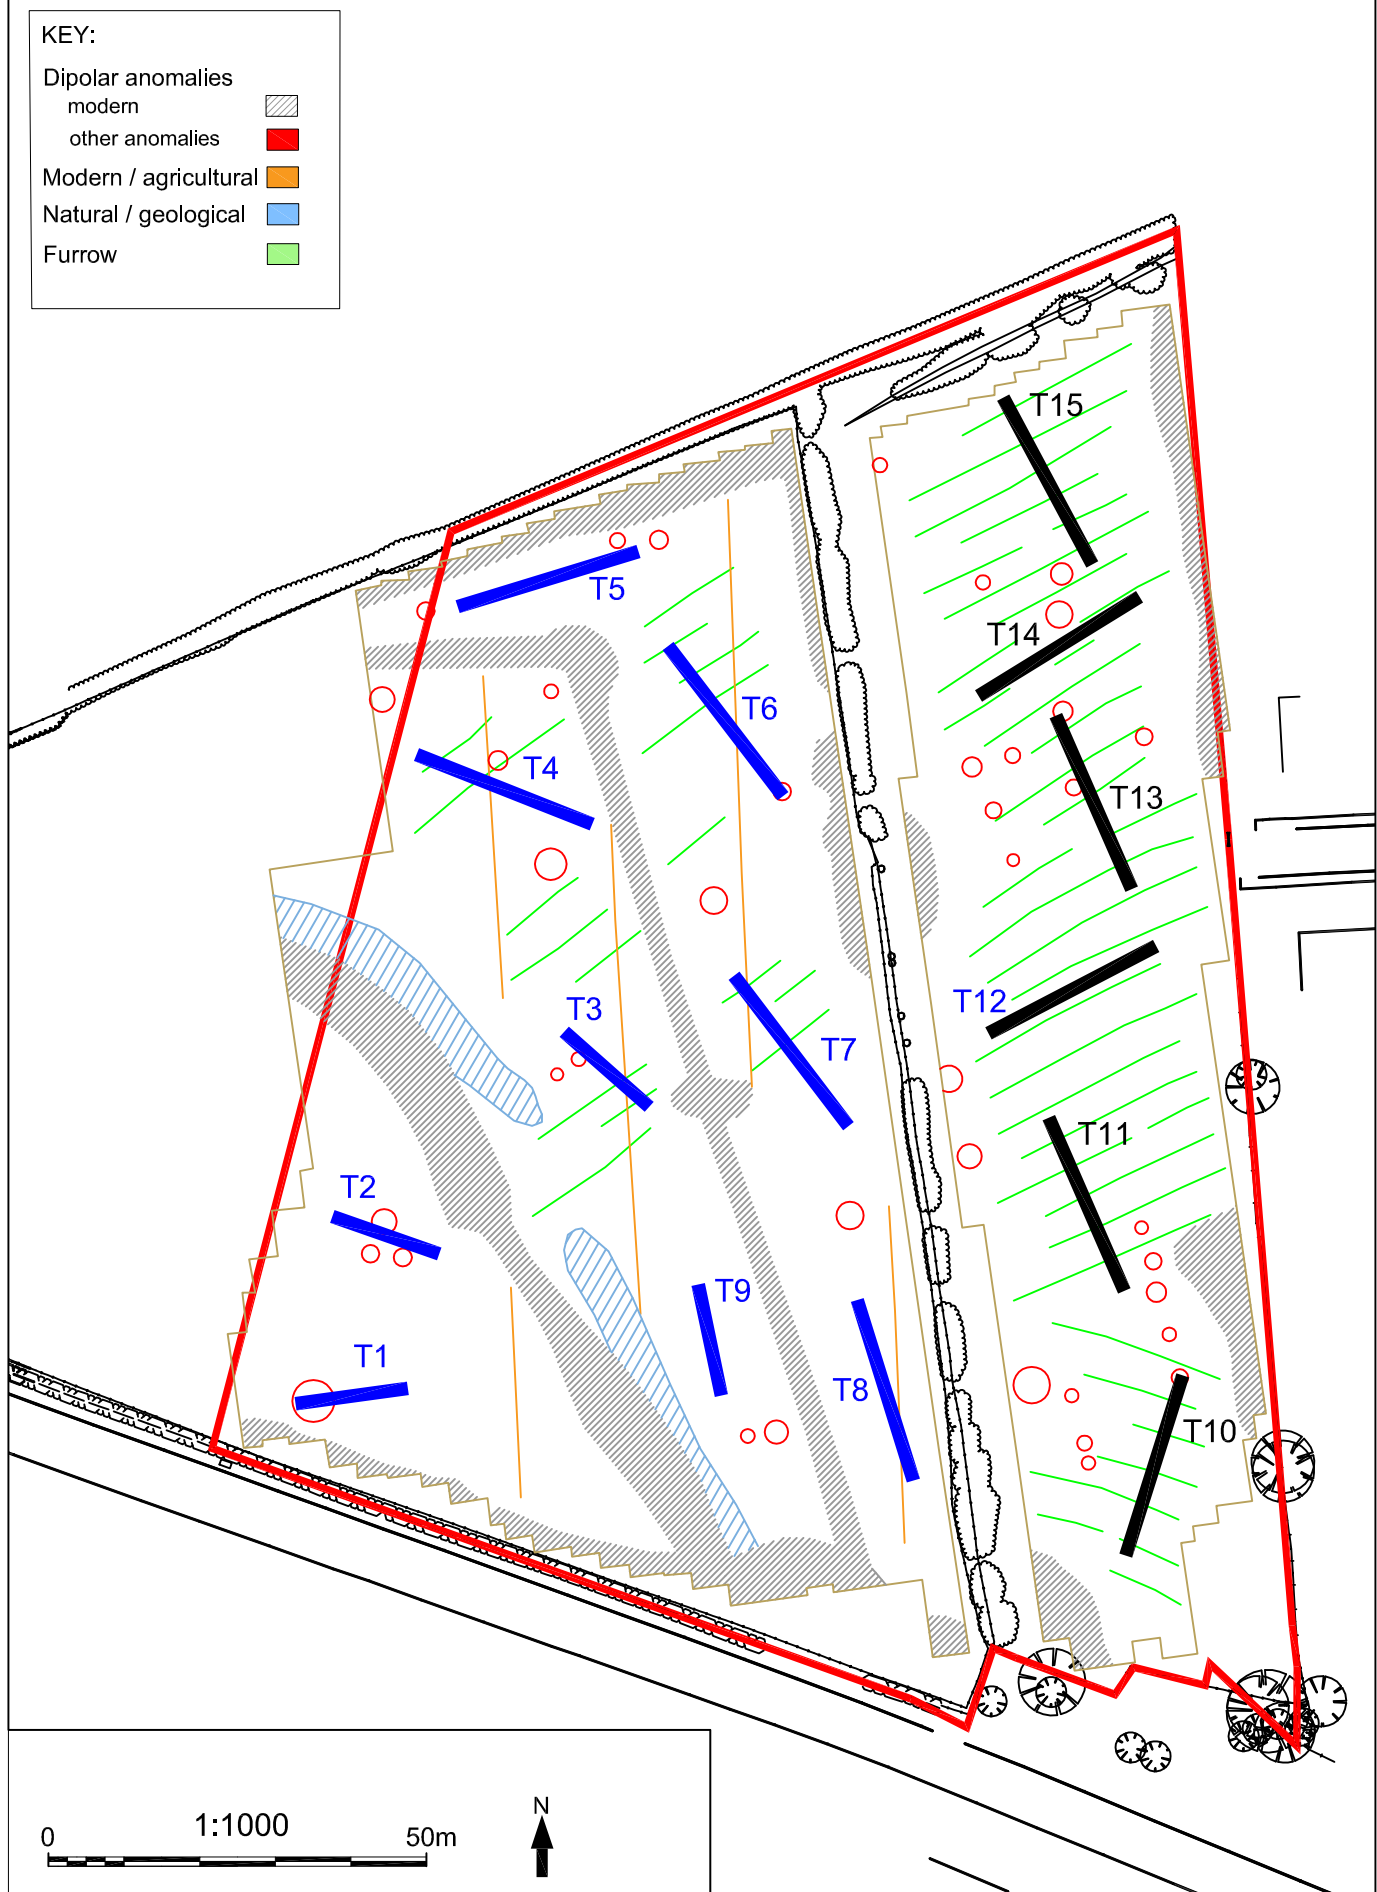 KEY:
Dipolar anomalies
modern
other anomalies
Modern / agricultural
Natural / geological
Furrow
T15
T5
T14
T6
T4
T13
T3
T12
T7
T11
T2
T9
T1
T8
T10
N
1:1000
0 50m